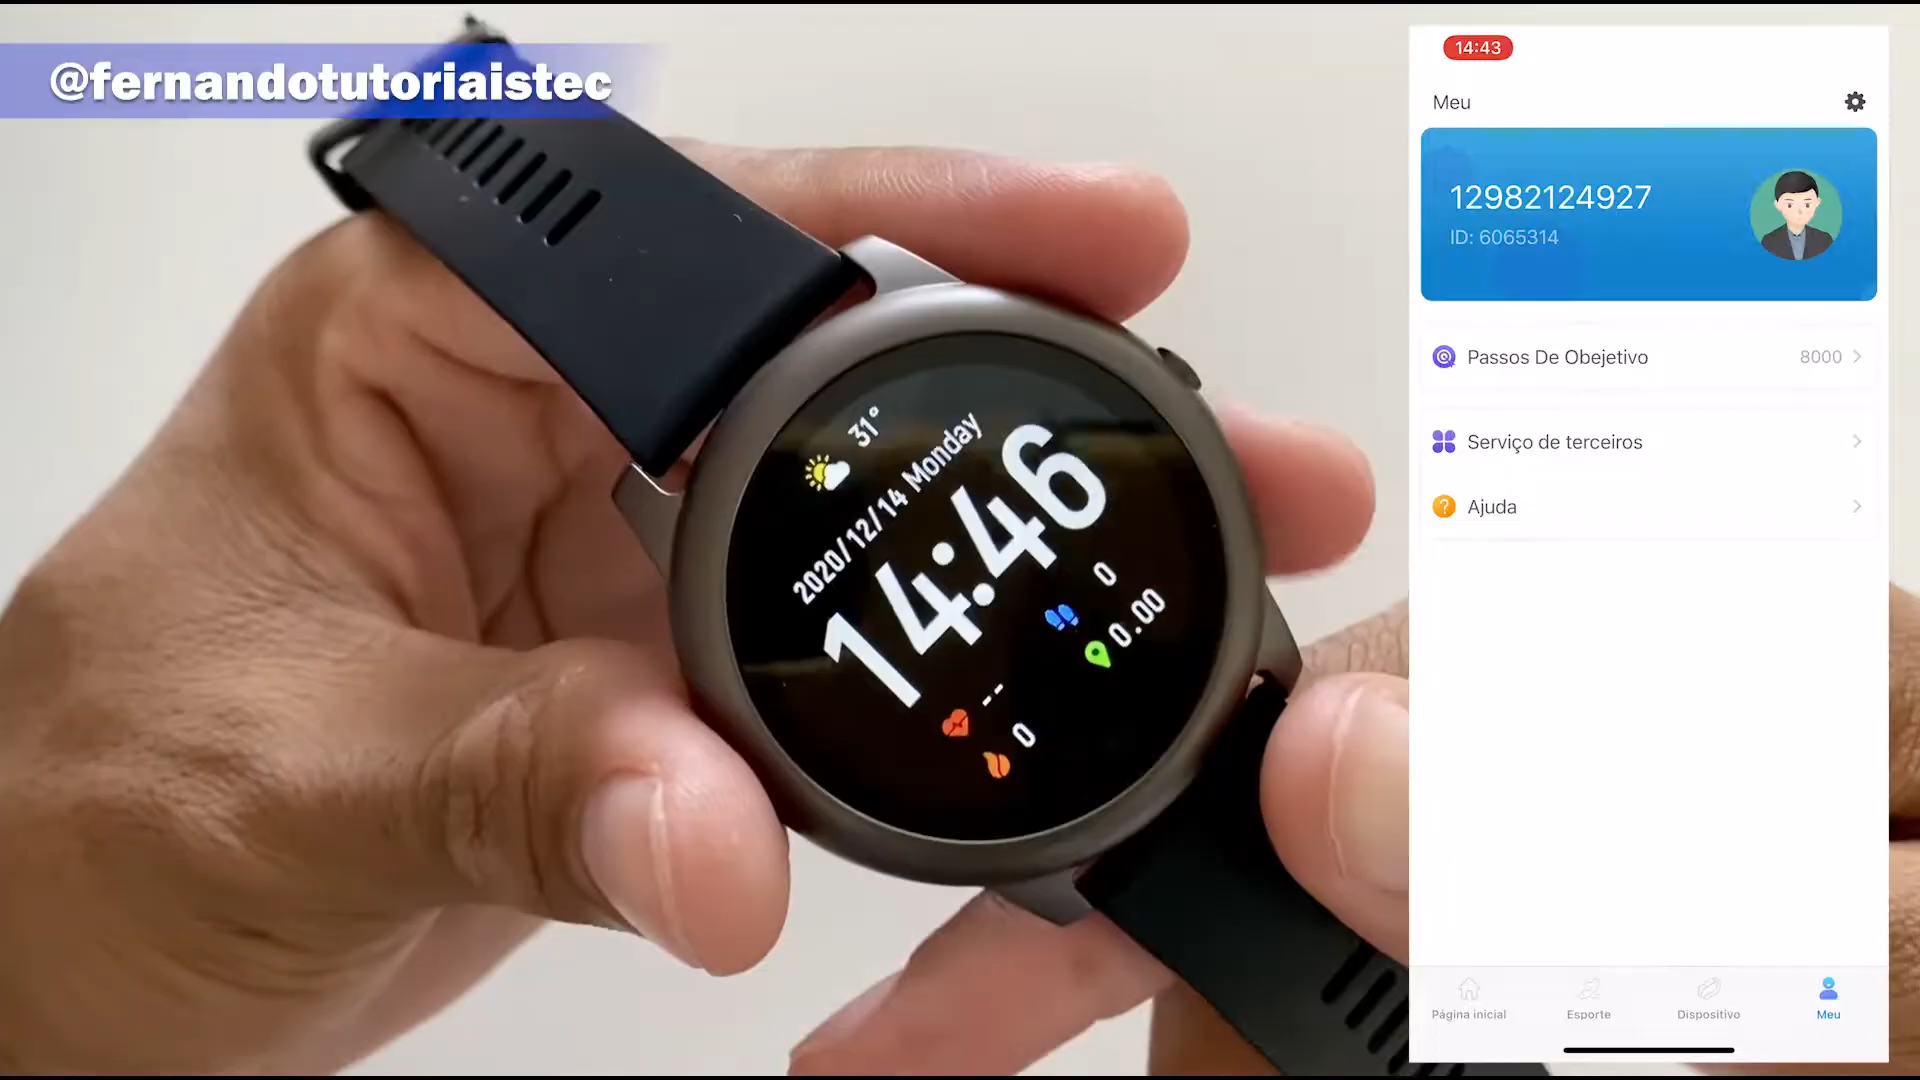 @fernandotutoriaistec
31°
2020/12/14 Monday
14:46
0
0.00
--
0
14:43
Meu
12982124927
ID: 6065314
Passos De Obejetivo 8000
Serviço de terceiros
? Ajuda
Página inicial Esporte Dispositivo Meu